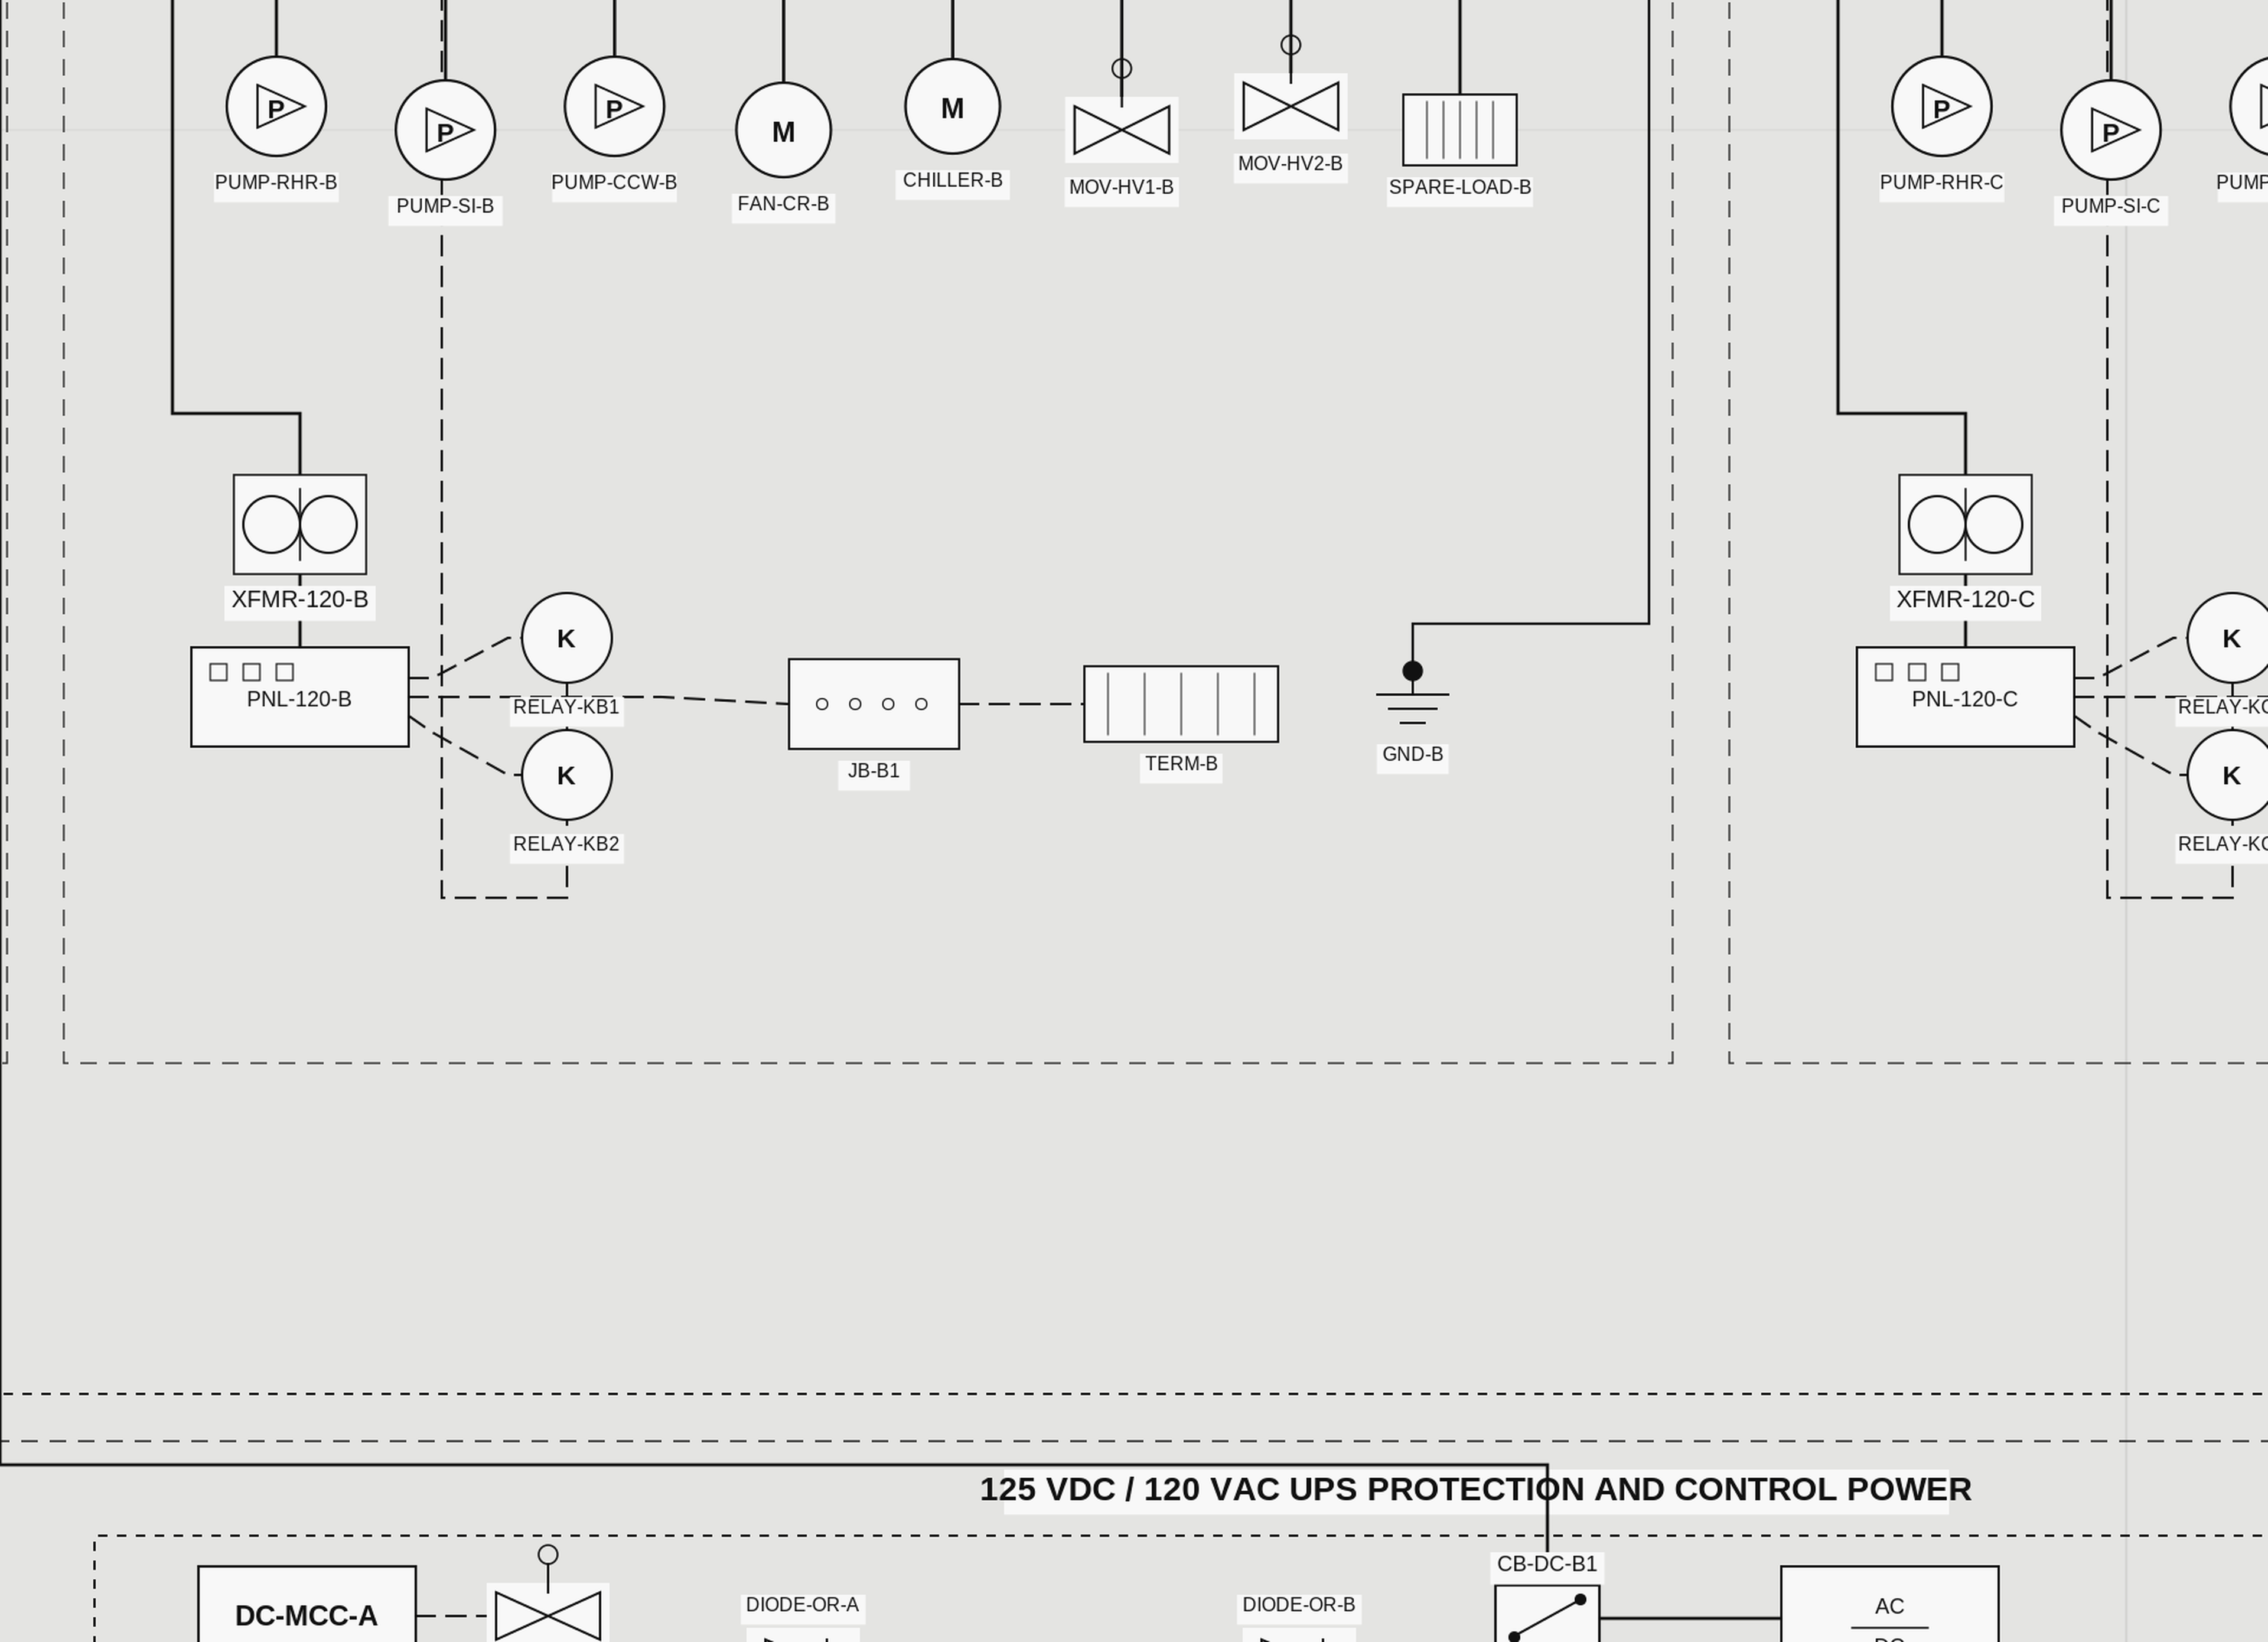 P
P
P
M
M
P
P
PUMP-RHR-B
PUMP-SI-B
PUMP-CCW-B
FAN-CR-B
CHILLER-B
MOV-HV1-B
MOV-HV2-B
SPARE-LOAD-B
PUMP-RHR-C
PUMP-SI-C
PUMP
XFMR-120-B
XFMR-120-C
K
K
PNL-120-B
RELAY-KB1
PNL-120-C
K
K
RELAY-KB2
JB-B1
TERM-B
GND-B
125 VDC / 120 VAC UPS PROTECTION AND CONTROL POWER
CB-DC-B1
DC-MCC-A
DIODE-OR-A
DIODE-OR-B
AC